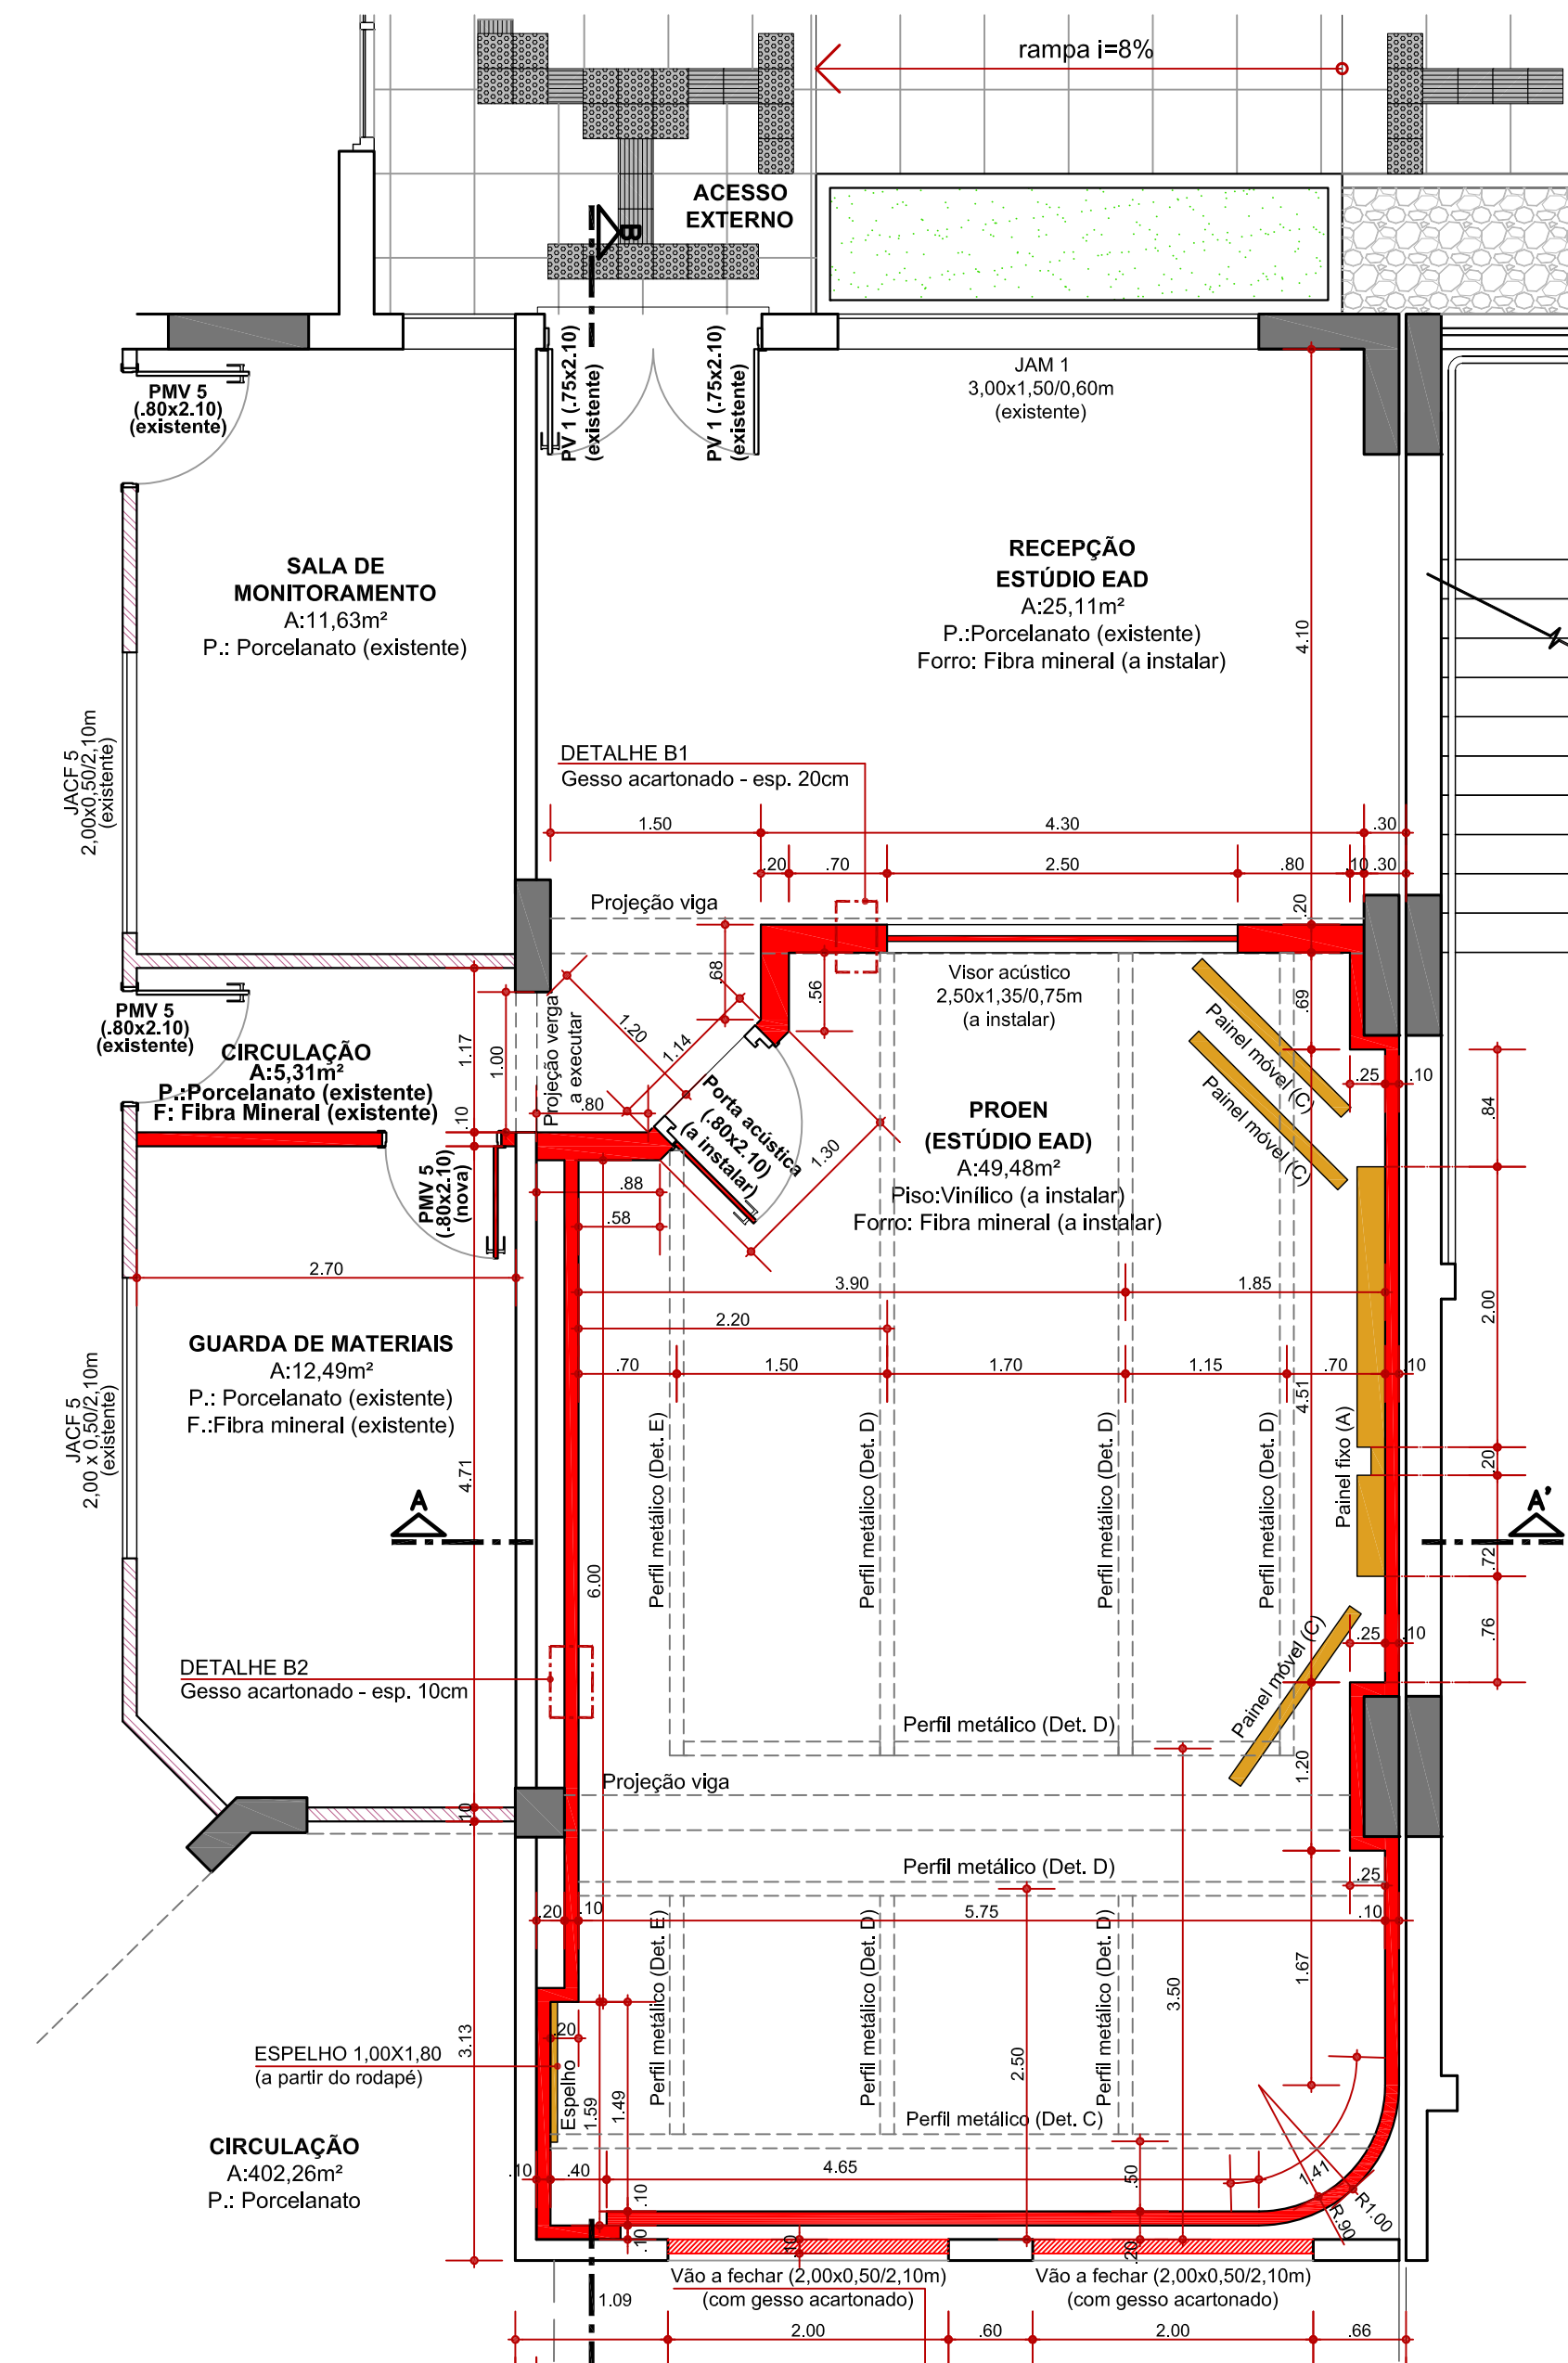 rampa i=8%
ACESSO
EXTERNO
B
PV 1 (.75x2.10)
(existente)
PV 1 (.75x2.10)
(existente)
JAM 1
3,00x1,50/0,60m
(existente)
PMV 5
(.80x2.10)
(existente)
SALA DE
MONITORAMENTO
A:11,63m²
P.: Porcelanato (existente)
RECEPÇÃO
ESTÚDIO EAD
A:25,11m²
P.:Porcelanato (existente)
Forro: Fibra mineral (a instalar)
4.10
JACF 5
2,00x0,50/2,10m
(existente)
DETALHE B1
Gesso acartonado - esp. 20cm
1.50
4.30
.30
.20
.70
2.50
.80
.10
.30
.20
Projeção viga
.68
.56
Visor acústico
2,50x1,35/0,75m
(a instalar)
.69
Painel móvel (C)
Painel móvel (C)
PMV 5
(.80x2.10)
(existente)
CIRCULAÇÃO
A:5,31m²
P.:Porcelanato (existente)
F: Fibra Mineral (existente)
1.17
1.00
.10
Projeção verga
a executar
1.20
1.14
.80
Porta acústica
(.80x2.10)
(a instalar)
1.30
PROEN
(ESTÚDIO EAD)
A:49,48m²
Piso:Vinílico (a instalar)
Forro: Fibra mineral (a instalar)
.25
.10
.84
PMV 5
(.80x2.10)
(nova)
.88
.58
2.70
3.90
1.85
2.20
.70
1.50
1.70
1.15
.70
.10
4.51
2.00
GUARDA DE MATERIAIS
A:12,49m²
P.: Porcelanato (existente)
F.:Fibra mineral (existente)
JACF 5
2,00 x 0,50/2,10m
(existente)
4.71
Perfil metálico (Det. E)
Perfil metálico (Det. D)
Perfil metálico (Det. D)
Perfil metálico (Det. D)
Painel fixo (A)
.20
A
A'
.72
6.00
.76
.25
.10
Painel móvel (C)
DETALHE B2
Gesso acartonado - esp. 10cm
Perfil metálico (Det. D)
Projeção viga
1.20
.10
Perfil metálico (Det. D)
.25
.20
.10
5.75
.10
Perfil metálico (Det. E)
Perfil metálico (Det. D)
Perfil metálico (Det. D)
1.67
3.50
3.13
.20
2.50
ESPELHO 1,00X1,80
(a partir do rodapé)
Espelho
1.59
1.49
Perfil metálico (Det. C)
CIRCULAÇÃO
A:402,26m²
P.: Porcelanato
.10
.40
4.65
.50
1.41
R1.00
R.90
.10
.10
.10
.20
Vão a fechar (2,00x0,50/2,10m)
(com gesso acartonado)
Vão a fechar (2,00x0,50/2,10m)
(com gesso acartonado)
1.09
2.00
.60
2.00
.66